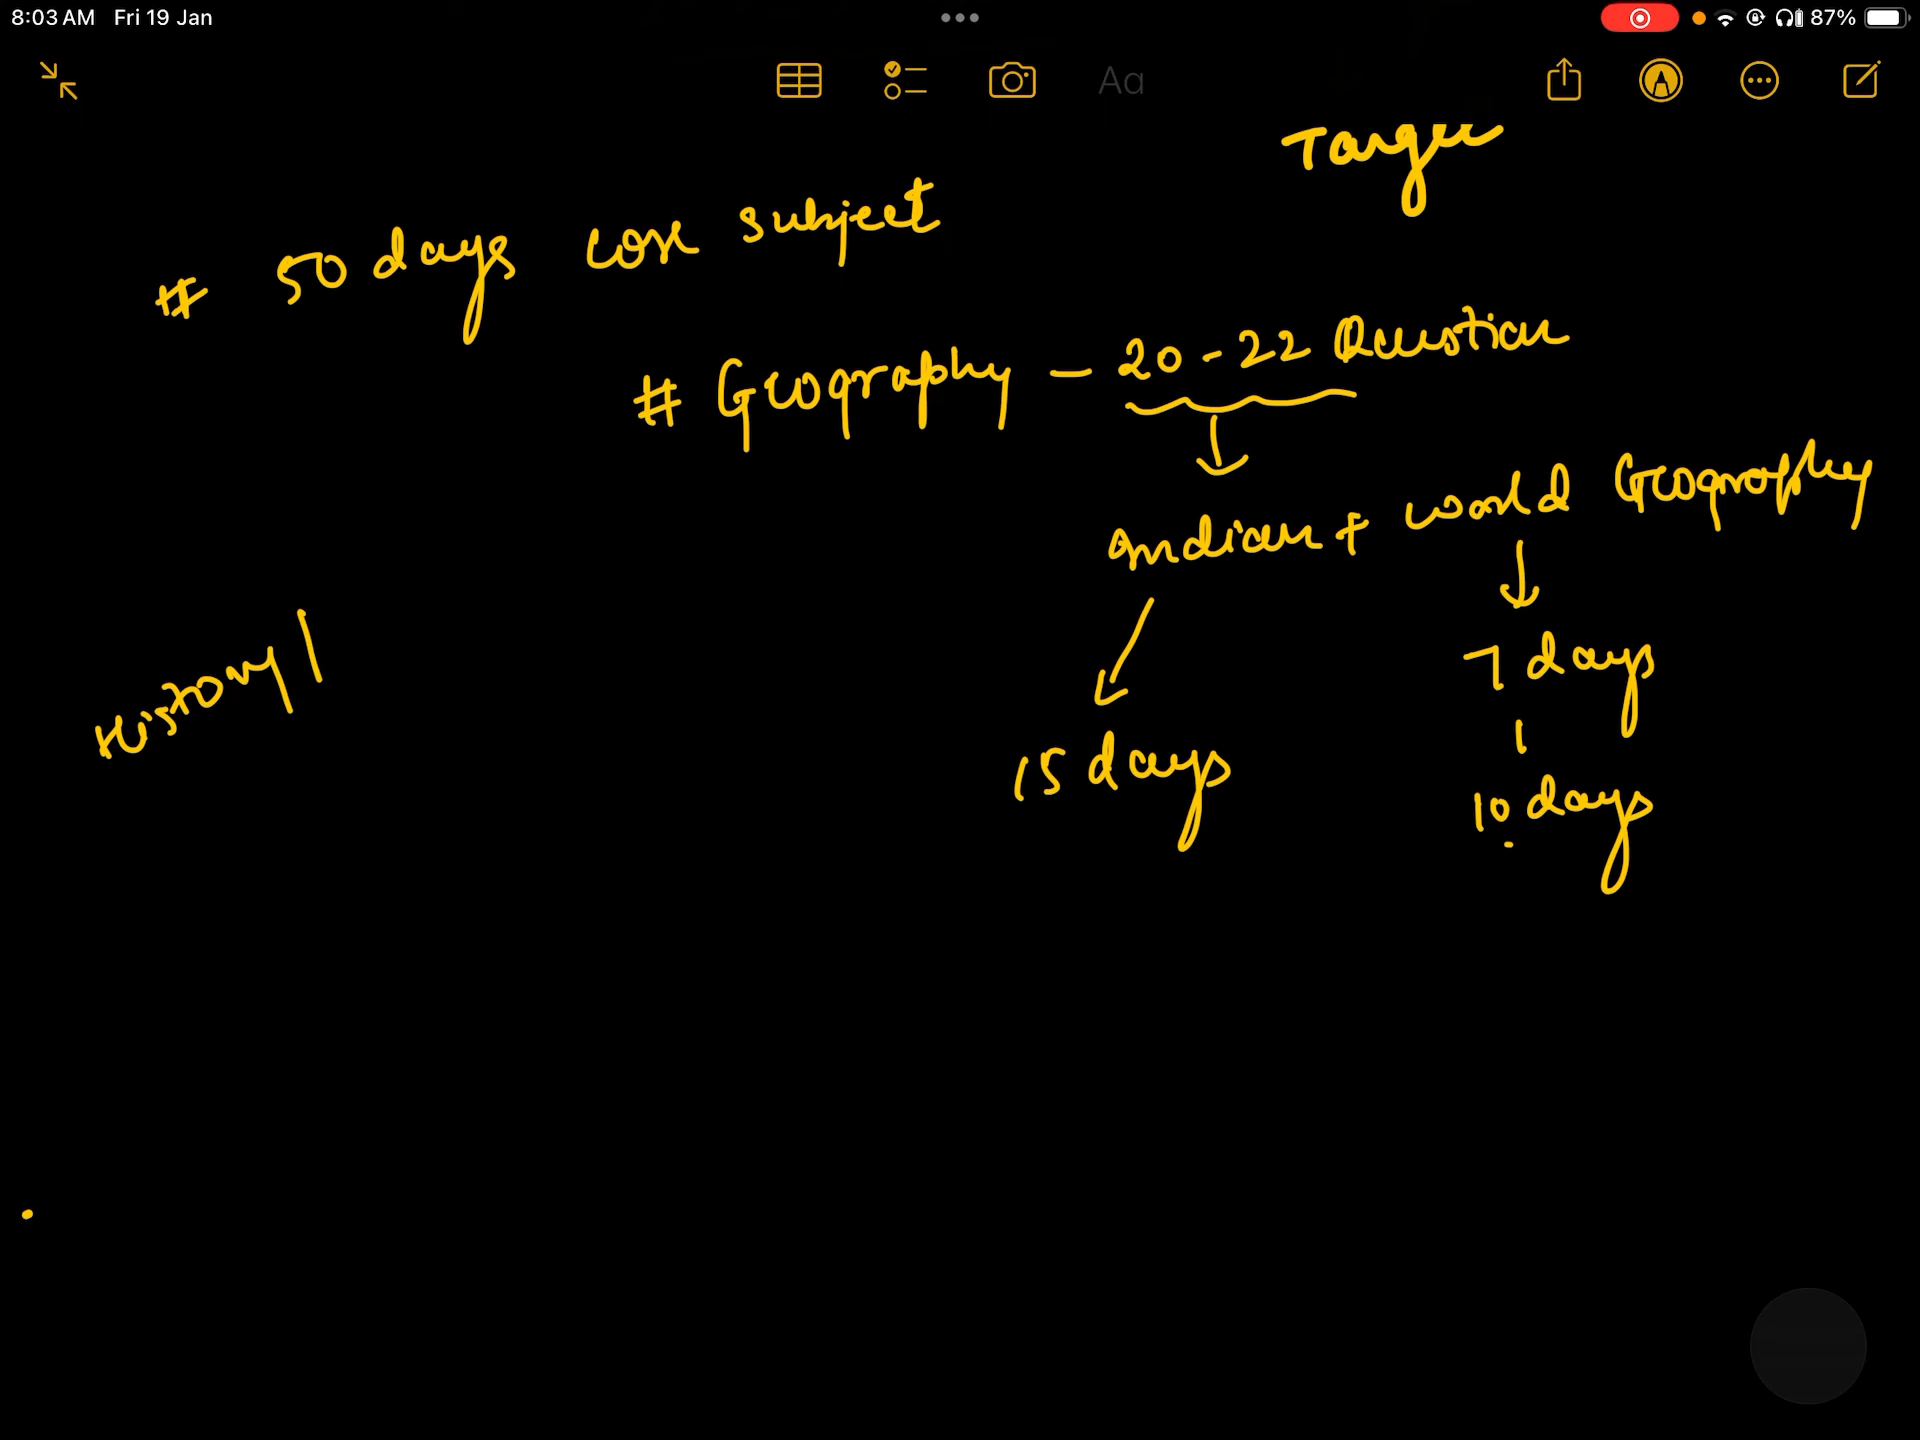 8:03 AM Fri 19 Jan
87%
Aa
Target
# 50 days core subject
# Geography - 20-22 Question
Indian + world Geography
History/
15 days
7 days
10 days